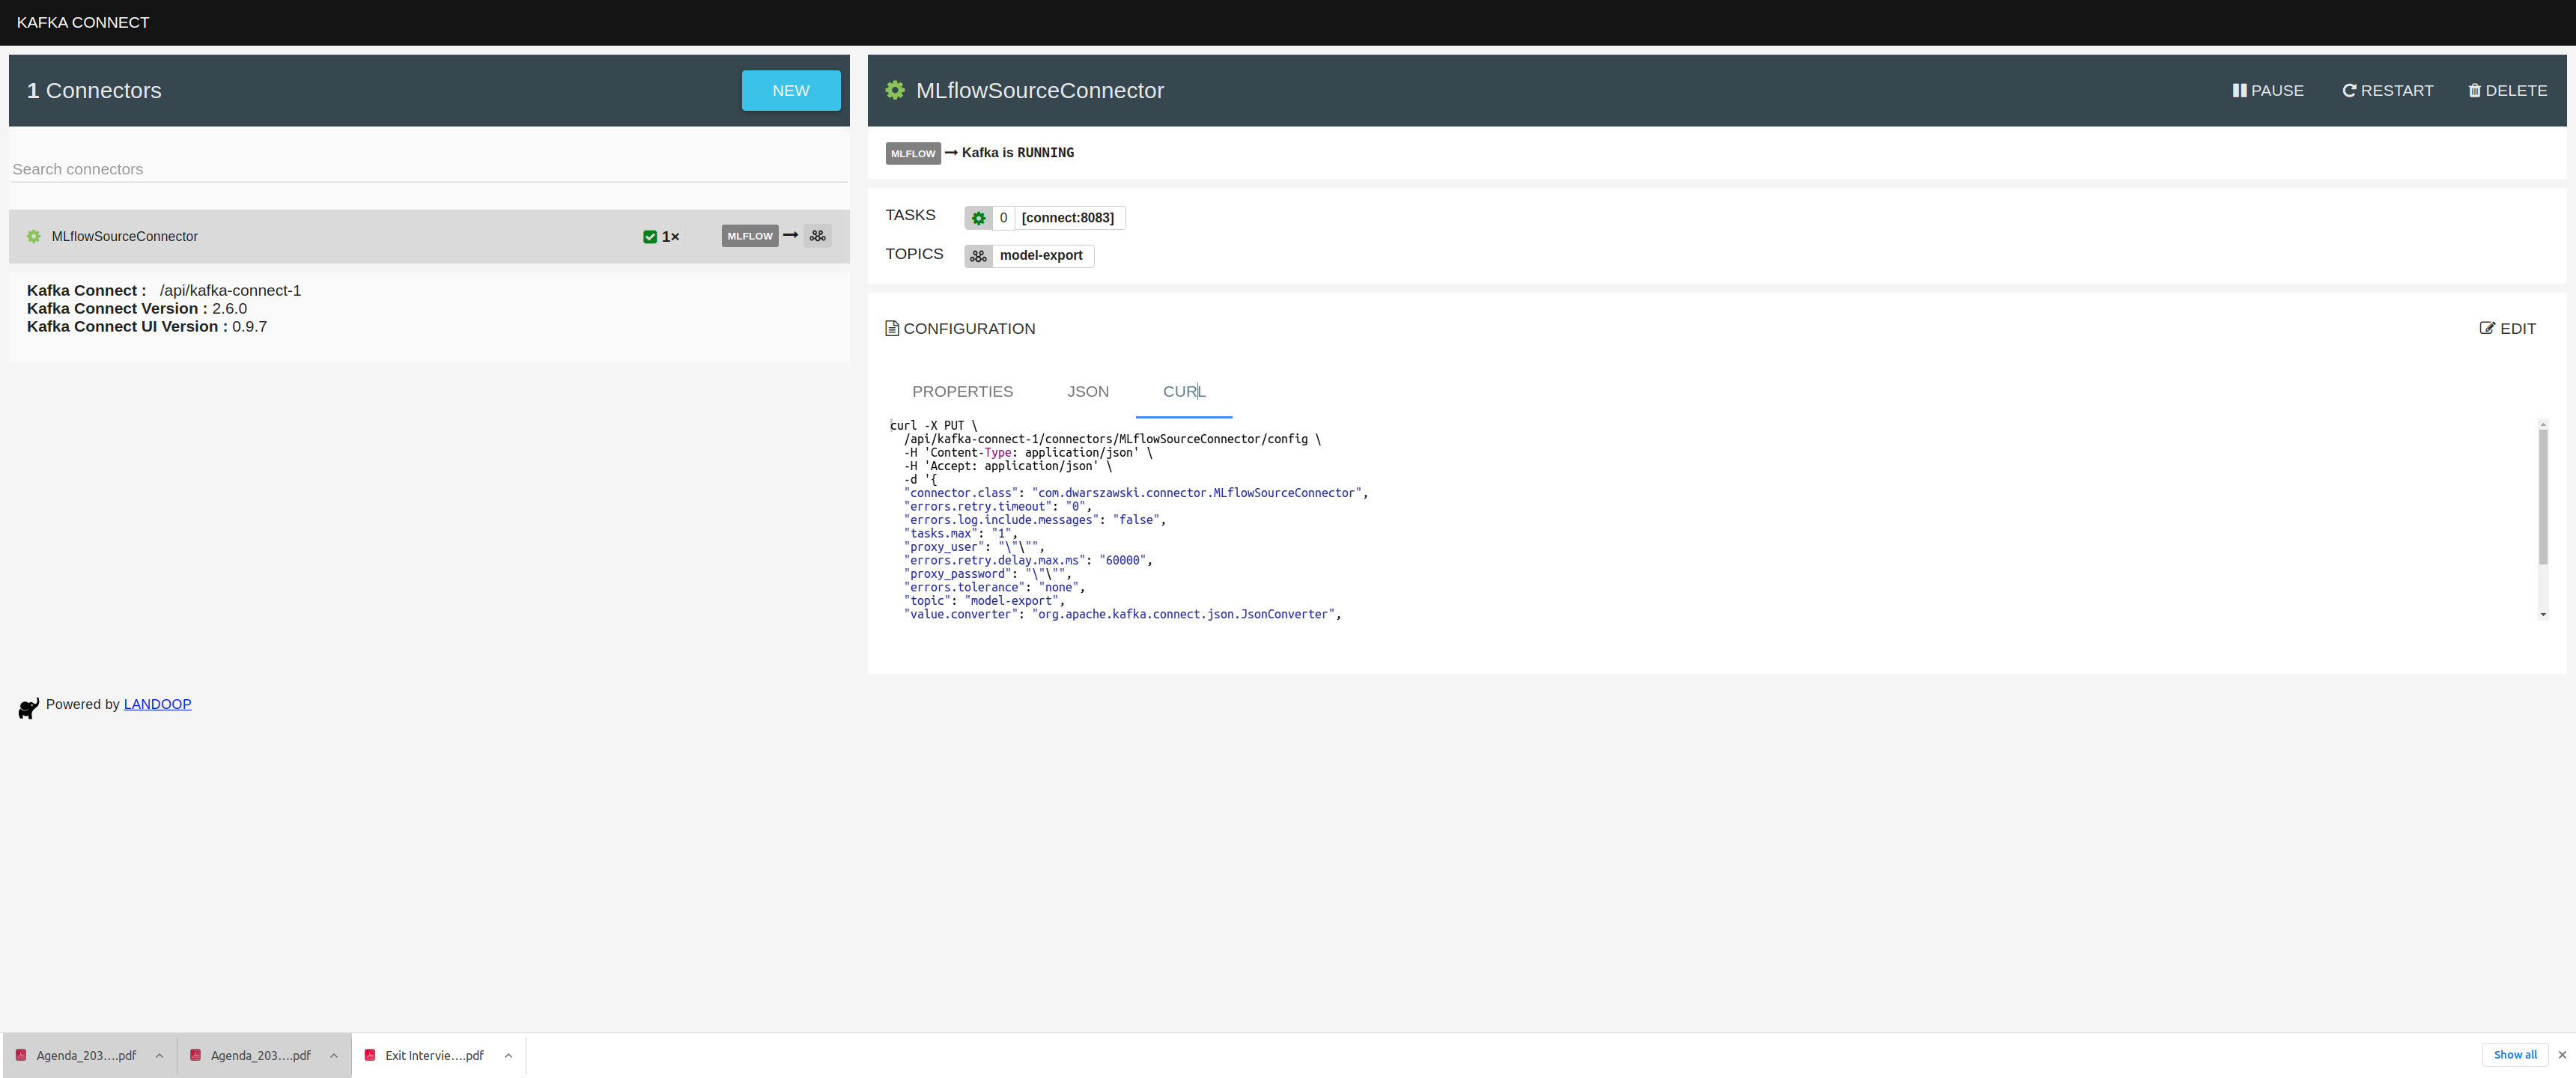 KAFKA CONNECT
1 Connectors
NEW
Search connectors
MLflowSourceConnector
1×
MLFLOW
Kafka Connect : /api/kafka-connect-1
Kafka Connect Version : 2.6.0
Kafka Connect UI Version : 0.9.7
Powered by LANDOOP
MLflowSourceConnector
PAUSE
RESTART
DELETE
MLFLOW → Kafka is RUNNING
TASKS 0 [connect:8083]
TOPICS model-export
CONFIGURATION
EDIT
PROPERTIES JSON CURL
curl -X PUT \
/api/kafka-connect-1/connectors/MLflowSourceConnector/config \
-H 'Content-Type: application/json' \
-H 'Accept: application/json' \
-d '{
"connector.class": "com.dwarszawski.connector.MLflowSourceConnector",
"errors.retry.timeout": "0",
"errors.log.include.messages": "false",
"tasks.max": "1",
"proxy_user": "\"\"",
"errors.retry.delay.max.ms": "60000",
"proxy_password": "\"\"",
"errors.tolerance": "none",
"topic": "model-export",
"value.converter": "org.apache.kafka.connect.json.JsonConverter",
Agenda_203....pdf
Agenda_203....pdf
Exit Intervie....pdf
Show all